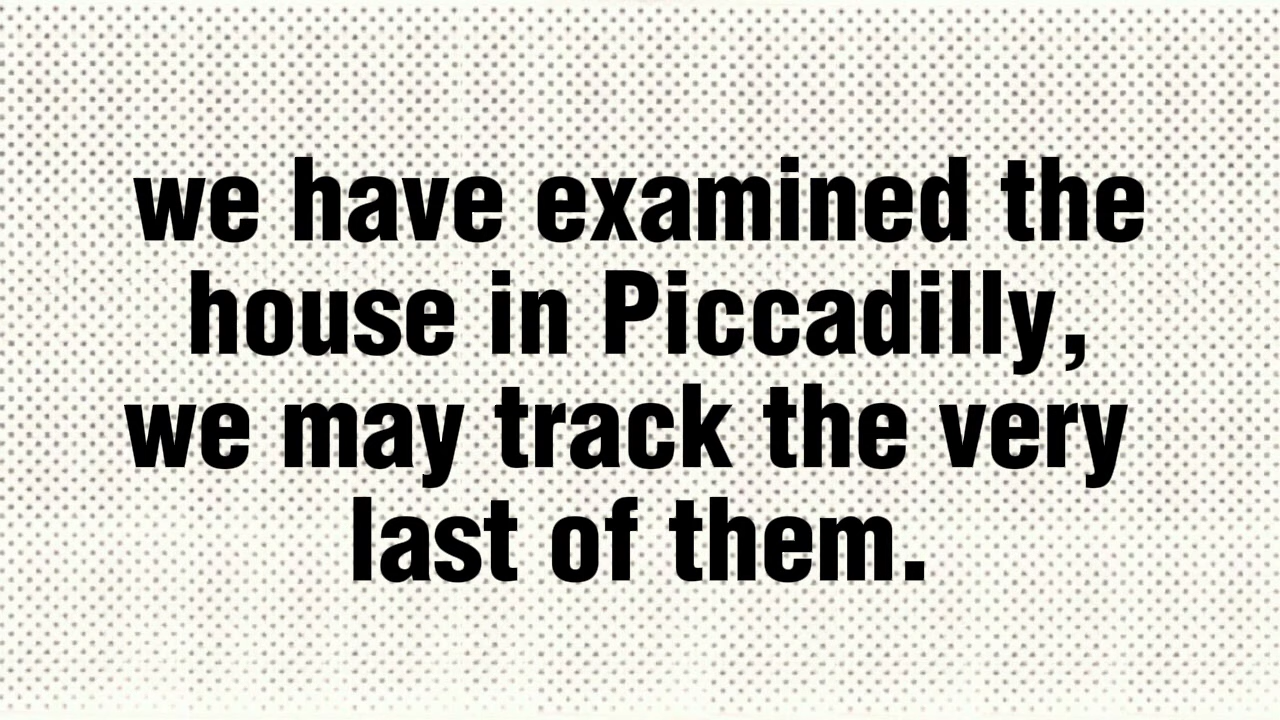 we have examined the
house in Piccadilly,
we may track the very
last of them.